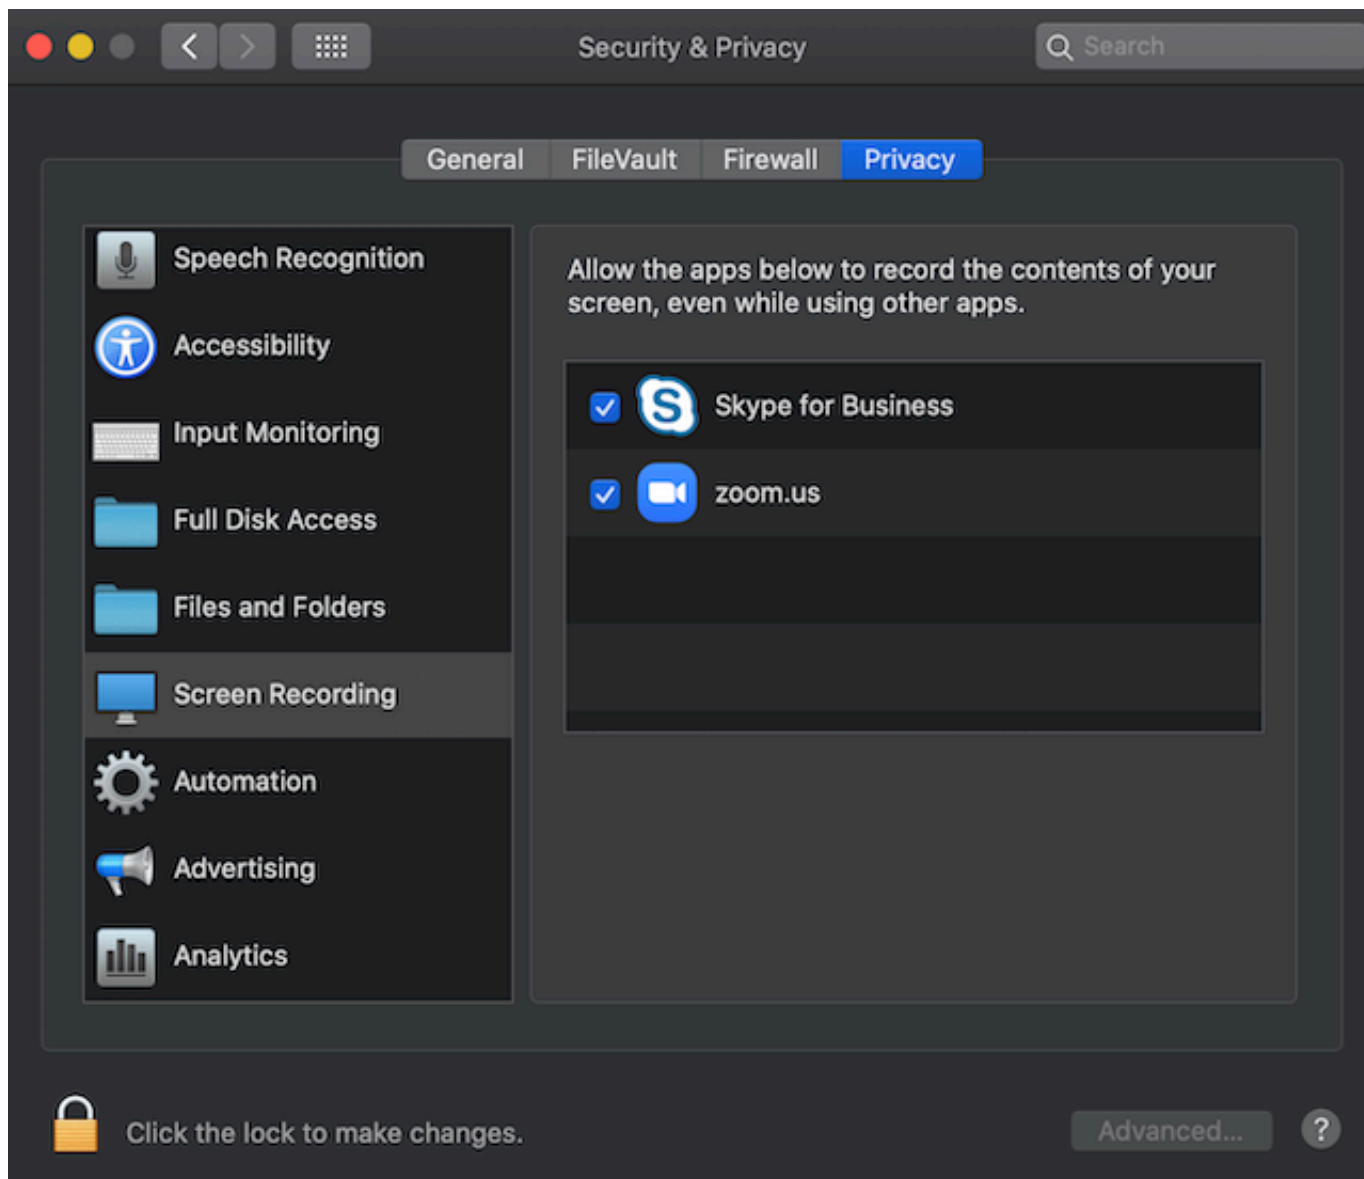 Security & Privacy
Search
General
FileVault
Firewall
Privacy
Speech Recognition
Accessibility
Input Monitoring
Full Disk Access
Files and Folders
Screen Recording
Automation
Advertising
Analytics
Allow the apps below to record the contents of your
screen, even while using other apps.
S Skype for Business
zoom.us
Click the lock to make changes.
Advanced...
?